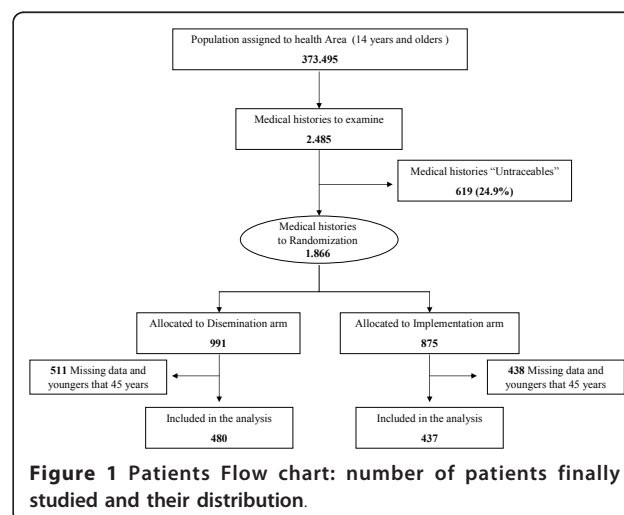 Population assigned to health Area (14 years and olders )
373.495
Medical histories to examine
2.485
Medical histories “Untraceables”
619 (24.9%)
Medical histories
to Randomization
1.866
Allocated to Disemination arm
991
Allocated to Implementation arm
875
511 Missing data and
youngers that 45 years
438 Missing data and
youngers that 45 years
Included in the analysis
480
Included in the analysis
437
Figure 1 Patients Flow chart: number of patients finally
studied and their distribution.